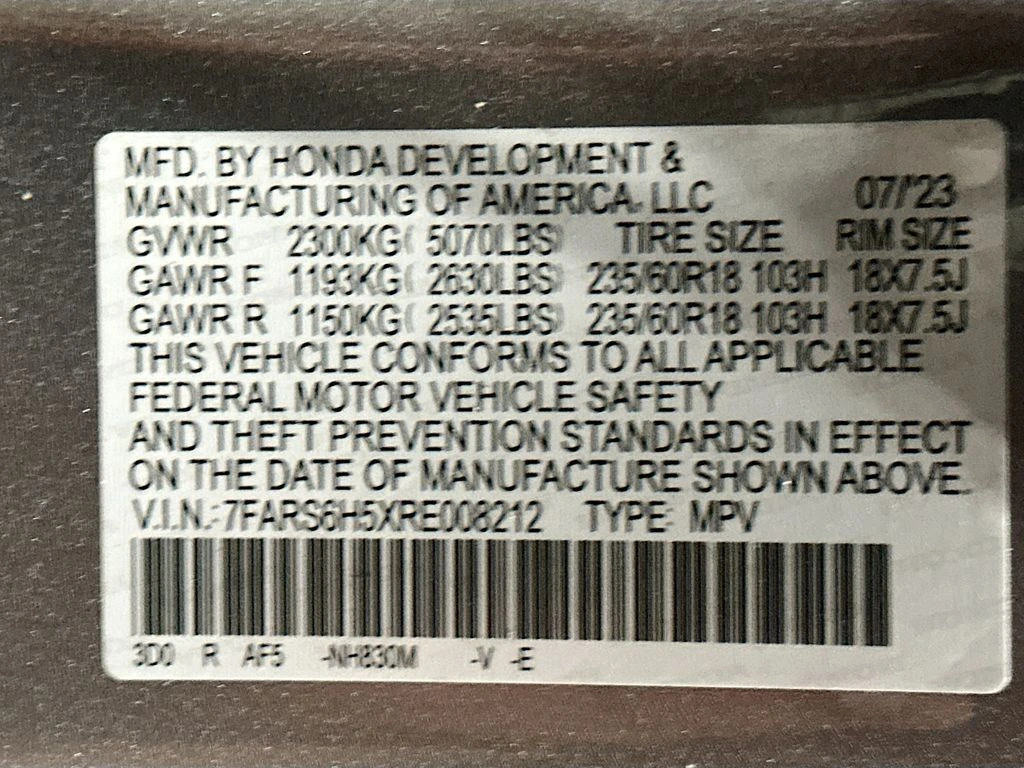 MFD. BY HONDA DEVELOPMENT &
MANUFACTURING OF AMERICA, LLC 07/'23
GVWR 2300KG( 5070LBS) TIRE SIZE RIM SIZE
GAWR F 1193KG( 2630LBS) 235/60R18 103H 18X7.5J
GAWR R 1150KG( 2535LBS) 235/60R18 103H 18X7.5J
THIS VEHICLE CONFORMS TO ALL APPLICABLE
FEDERAL MOTOR VEHICLE SAFETY
AND THEFT PREVENTION STANDARDS IN EFFECT
ON THE DATE OF MANUFACTURE SHOWN ABOVE.
V.I.N.:7FARS6H5XRE008212 TYPE: MPV
3D0 R AF5 -NH830M -V -E